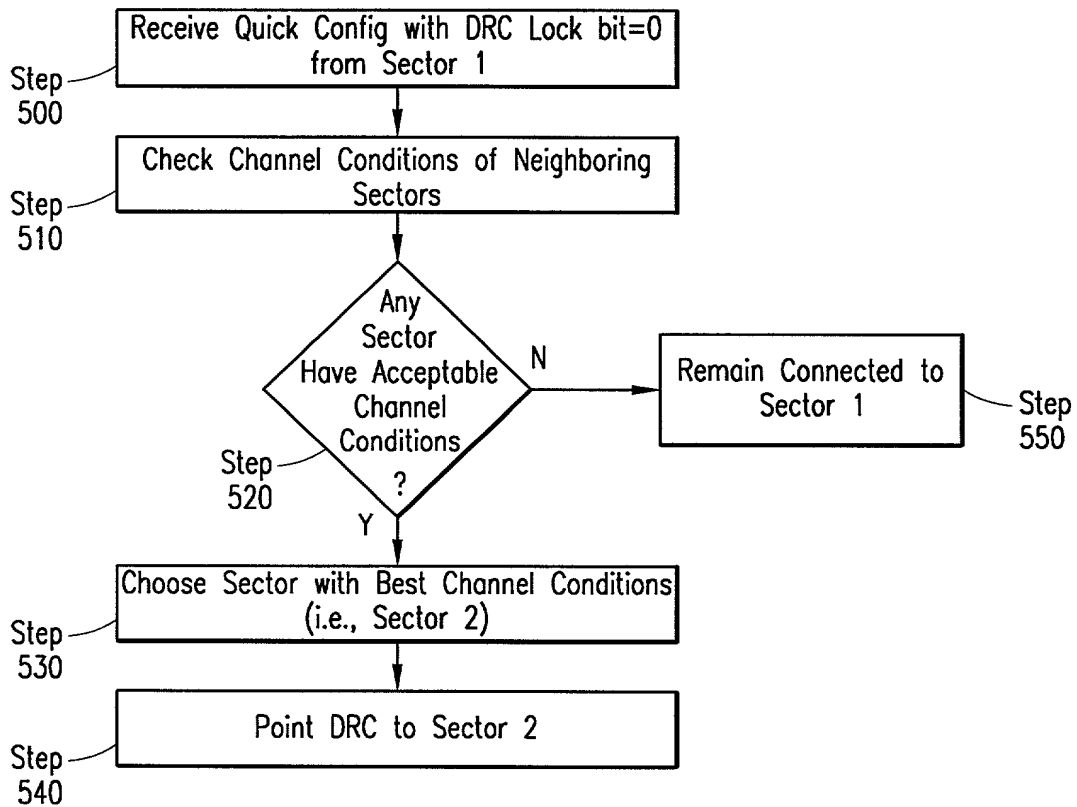 Receive Quick Config with DRC Lock bit=0
from Sector 1
Step
500
Check Channel Conditions of Neighboring
Sectors
Step
510
Any
Sector
Have Acceptable
Channel
Conditions
?
Step
520
N
Remain Connected to
Sector 1
Step
550
Y
Choose Sector with Best Channel Conditions
(i.e., Sector 2)
Step
530
Point DRC to Sector 2
Step
540